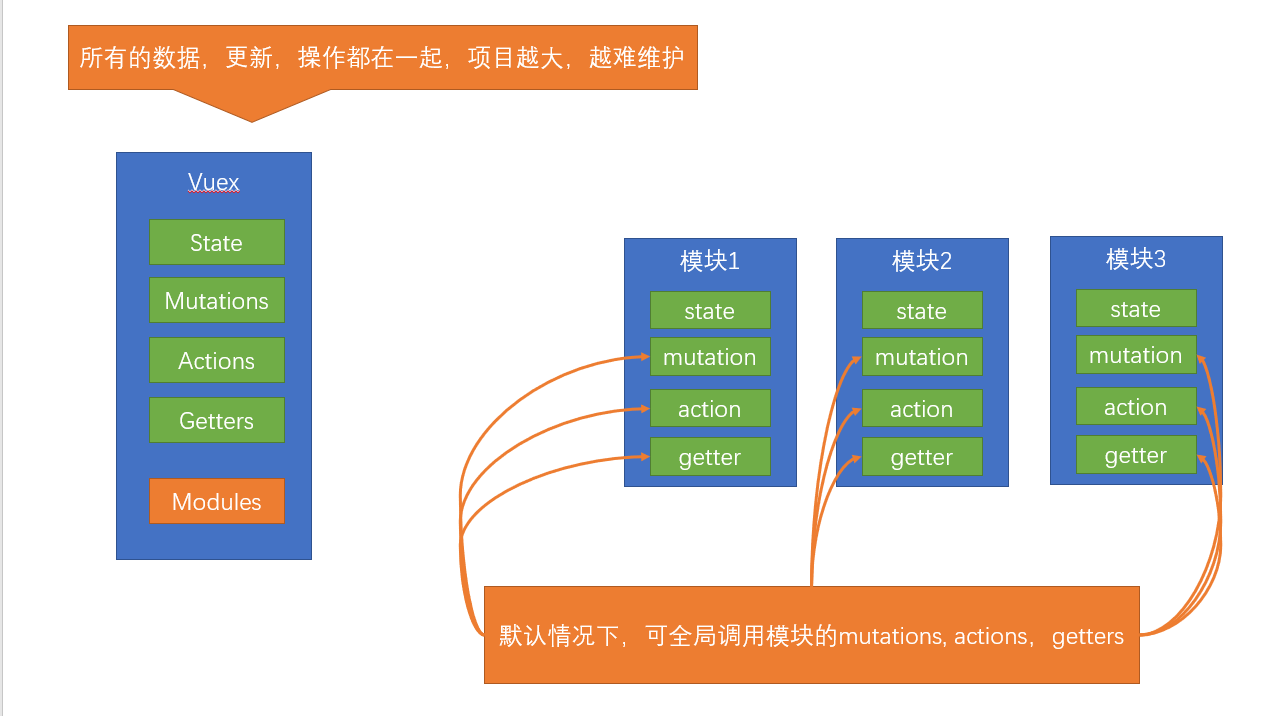 所有的数据，更新，操作都在一起，项目越大，越难维护
Vuex
State
Mutations
Actions
Getters
Modules
模块1
state
mutation
action
getter
模块2
state
mutation
action
getter
模块3
state
mutation
action
getter
默认情况下，可全局调用模块的mutations, actions，getters